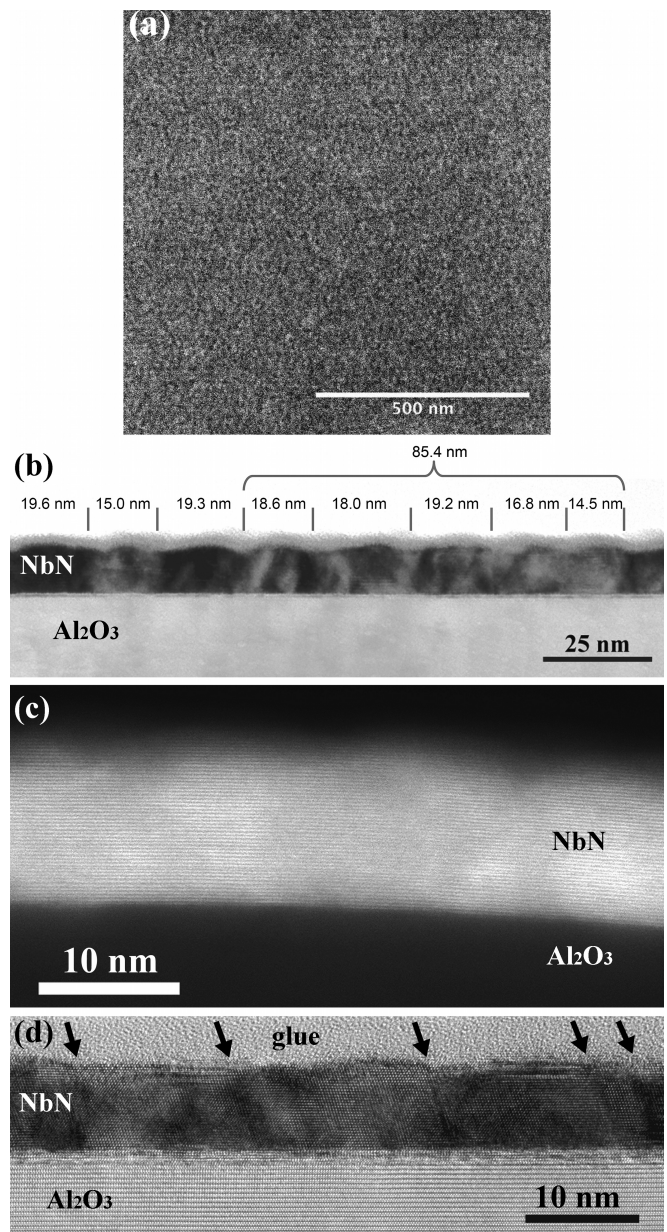 (a)
500 nm
(b)
85.4 nm
19.6 nm 15.0 nm 19.3 nm 18.6 nm 18.0 nm 19.2 nm 16.8 nm 14.5 nm
NbN
Al2O3
25 nm
(c)
NbN
10 nm
Al2O3
(d)
glue
NbN
Al2O3
10 nm